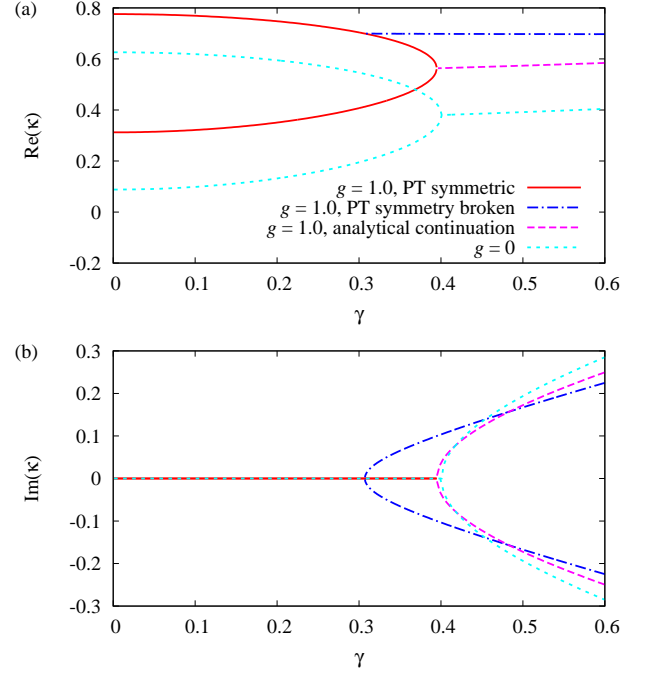 (a)
0.8
0.6
0.4
0.2
0
-0.2
Re(κ)
g = 1.0, PT symmetric
g = 1.0, PT symmetry broken
g = 1.0, analytical continuation
g = 0
0 0.1 0.2 0.3 0.4 0.5 0.6
γ
(b)
0.3
0.2
0.1
0
-0.1
-0.2
-0.3
Im(κ)
0 0.1 0.2 0.3 0.4 0.5 0.6
γ